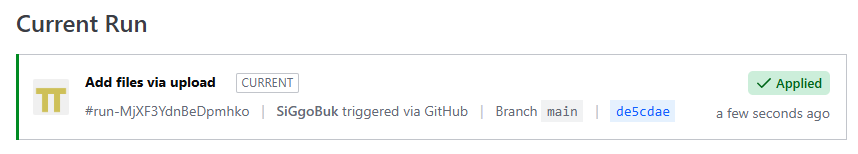 Current Run
Add files via upload CURRENT
Applied
#run-MjXF3YdnBeDpmhko | SiGgoBuk triggered via GitHub | Branch main | de5cdae
a few seconds ago